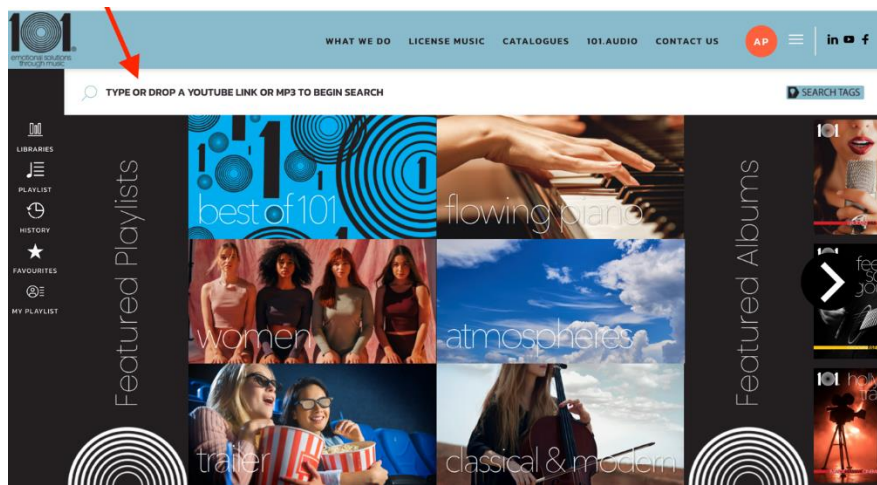 101
emotional solutions
through music
WHAT WE DO LICENSE MUSIC CATALOGUES 101.AUDIO CONTACT US
AP
in
f
TYPE OR DROP A YOUTUBE LINK OR MP3 TO BEGIN SEARCH
SEARCH TAGS
LIBRARIES
PLAYLIST
HISTORY
FAVOURITES
MY PLAYLIST
Featured Playlists
best of 101
flowing piano
women
atmospheres
trailer
classical & modern
Featured Albums
101
101
101